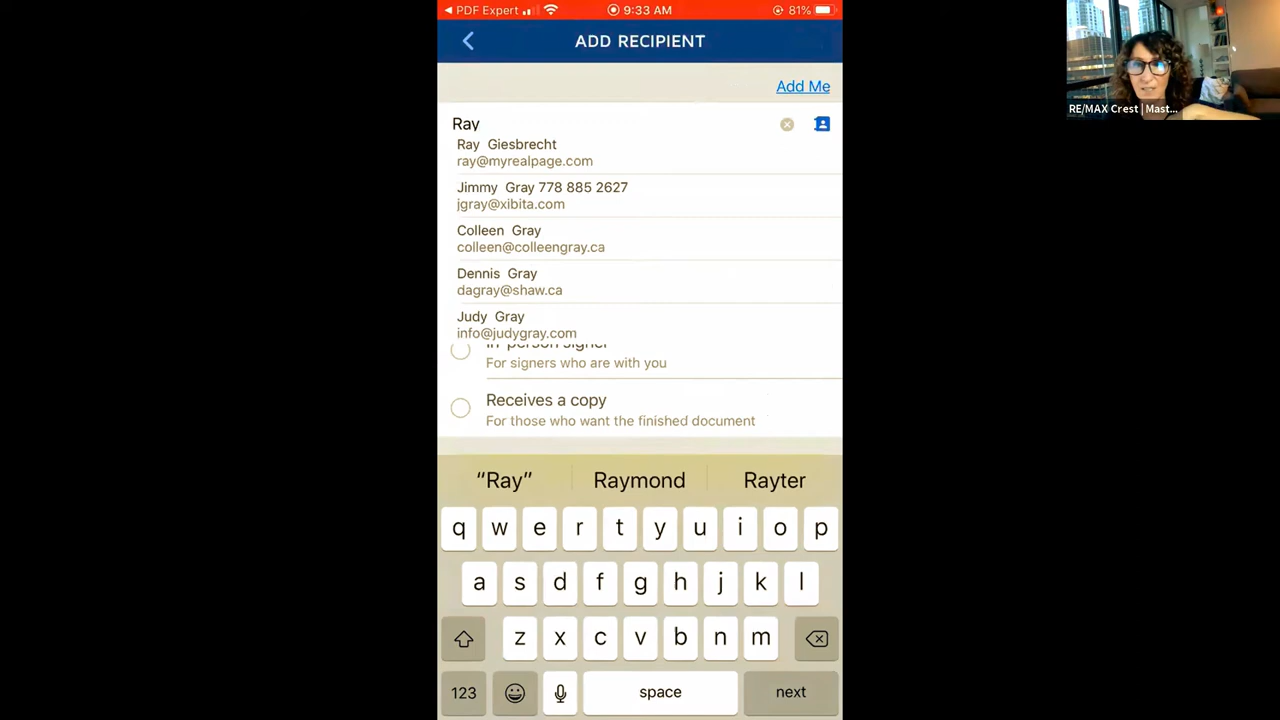 PDF Expert
9:33 AM
81%
ADD RECIPIENT
Add Me
Ray
Ray Giesbrecht
ray@myrealpage.com
Jimmy Gray 778 885 2627
jgray@xibita.com
Colleen Gray
colleen@colleengray.ca
Dennis Gray
dagray@shaw.ca
Judy Gray
info@judygray.com
In-person signer
For signers who are with you
Receives a copy
For those who want the finished document
“Ray” Raymond Rayter
q w e r t y u i o p
a s d f g h j k l
z x c v b n m
123 space next
RE/MAX Crest | Mast...